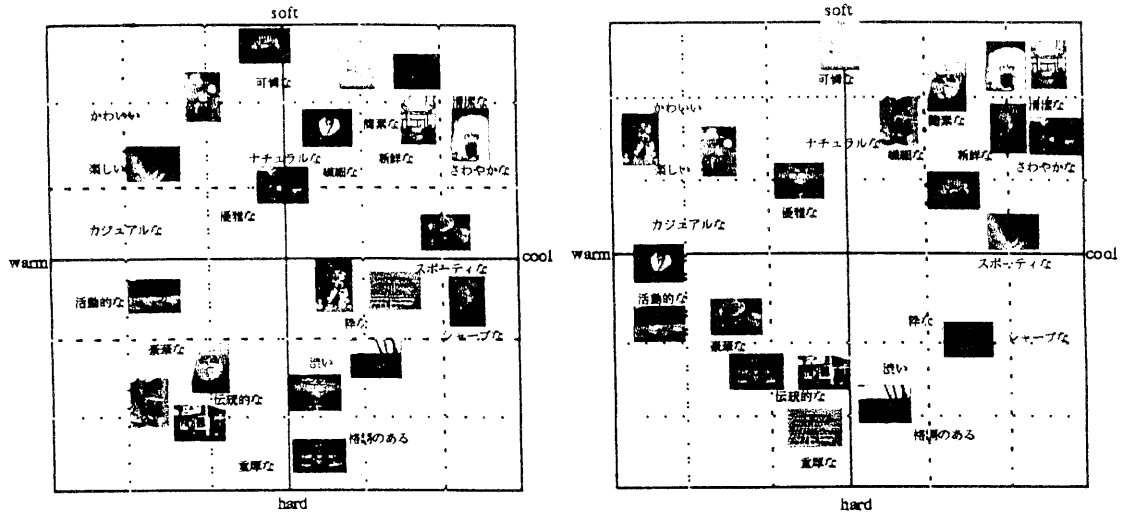 soft
可憐な
かわいい
簡素な
清潔な
ナチュラルな
繊細な
新鮮な
さわやかな
楽しい
優雅な
カジュアルな
warm
cool
スポーティな
活動的な
粋な
シャープな
豪華な
渋い
伝統的な
格調のある
重厚な
hard
soft
可憐な
かわいい
簡素な
清潔な
ナチュラルな
繊細な
新鮮な
さわやかな
楽しい
優雅な
カジュアルな
warm
cool
スポーティな
活動的な
粋な
シャープな
豪華な
渋い
伝統的な
格調のある
重厚な
hard